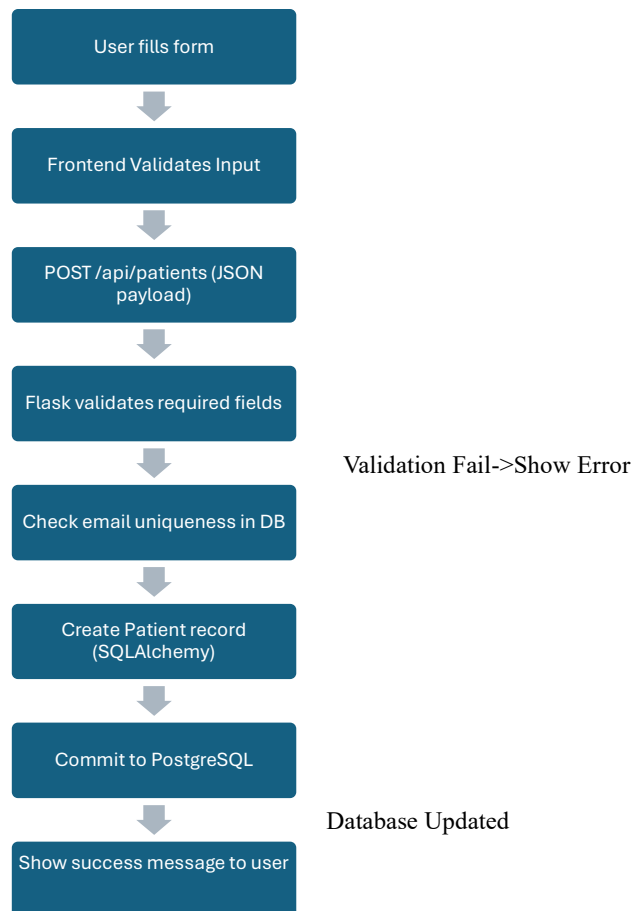 User fills form
Frontend Validates Input
POST /api/patients (JSON
payload)
Flask validates required fields
Validation Fail->Show Error
Check email uniqueness in DB
Create Patient record
(SQLAlchemy)
Commit to PostgreSQL
Database Updated
Show success message to user